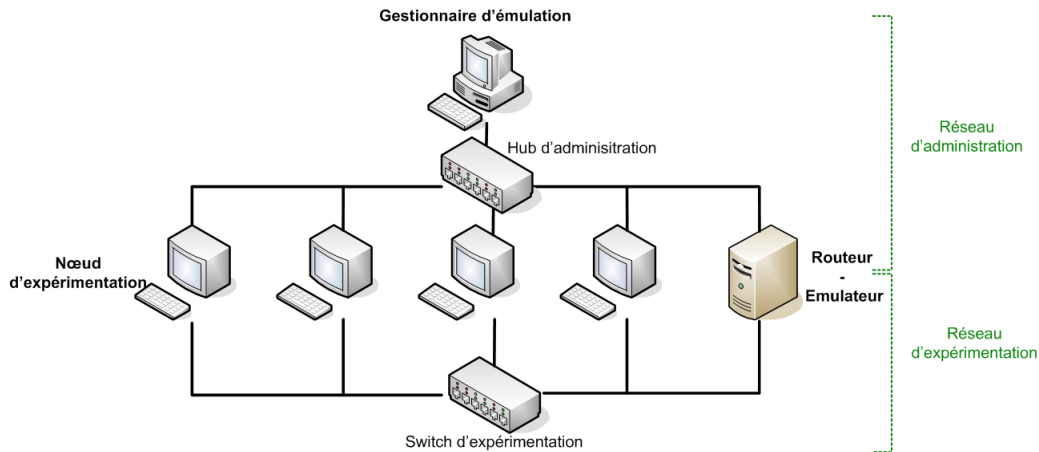 Gestionnaire d'émulation
Hub d'adminisitration
Réseau
d'administration
Nœud
d'expérimentation
Routeur
-
Emulateur
Réseau
d'expérimentation
Switch d'expérimentation